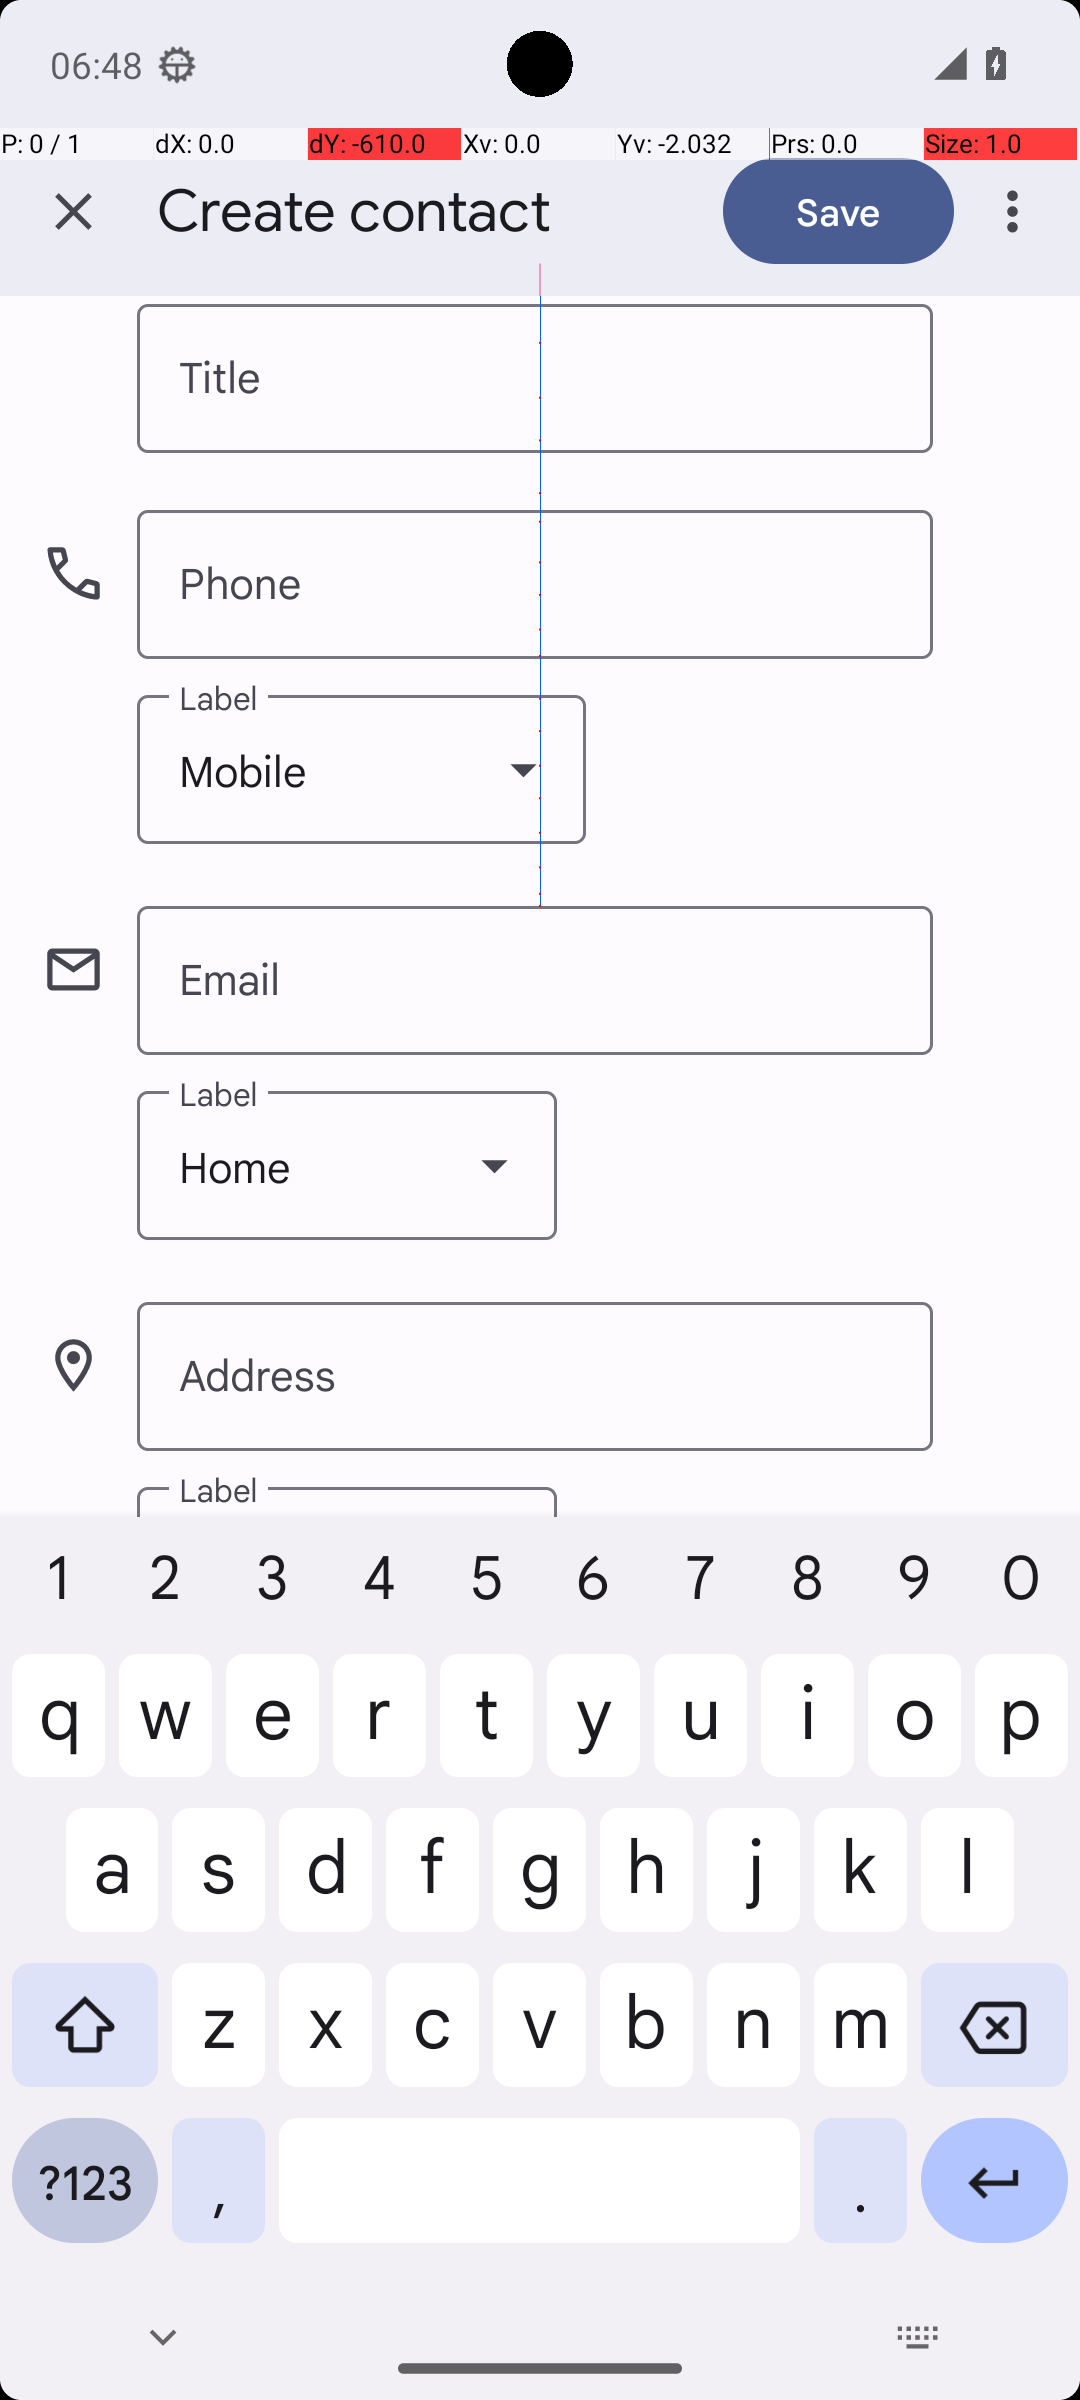 06:48
P: 0 / 1 dX: 0.0 dY: -610.0 Xv: 0.0 Yv: -2.032 Prs: 0.0 Size: 1.0
Create contact Save
Title
Phone
Label
Mobile
Email
Label
Home
Address
Label
1 2 3 4 5 6 7 8 9 0
q w e r t y u i o p
a s d f g h j k l
z x c v b n m
?123 , .